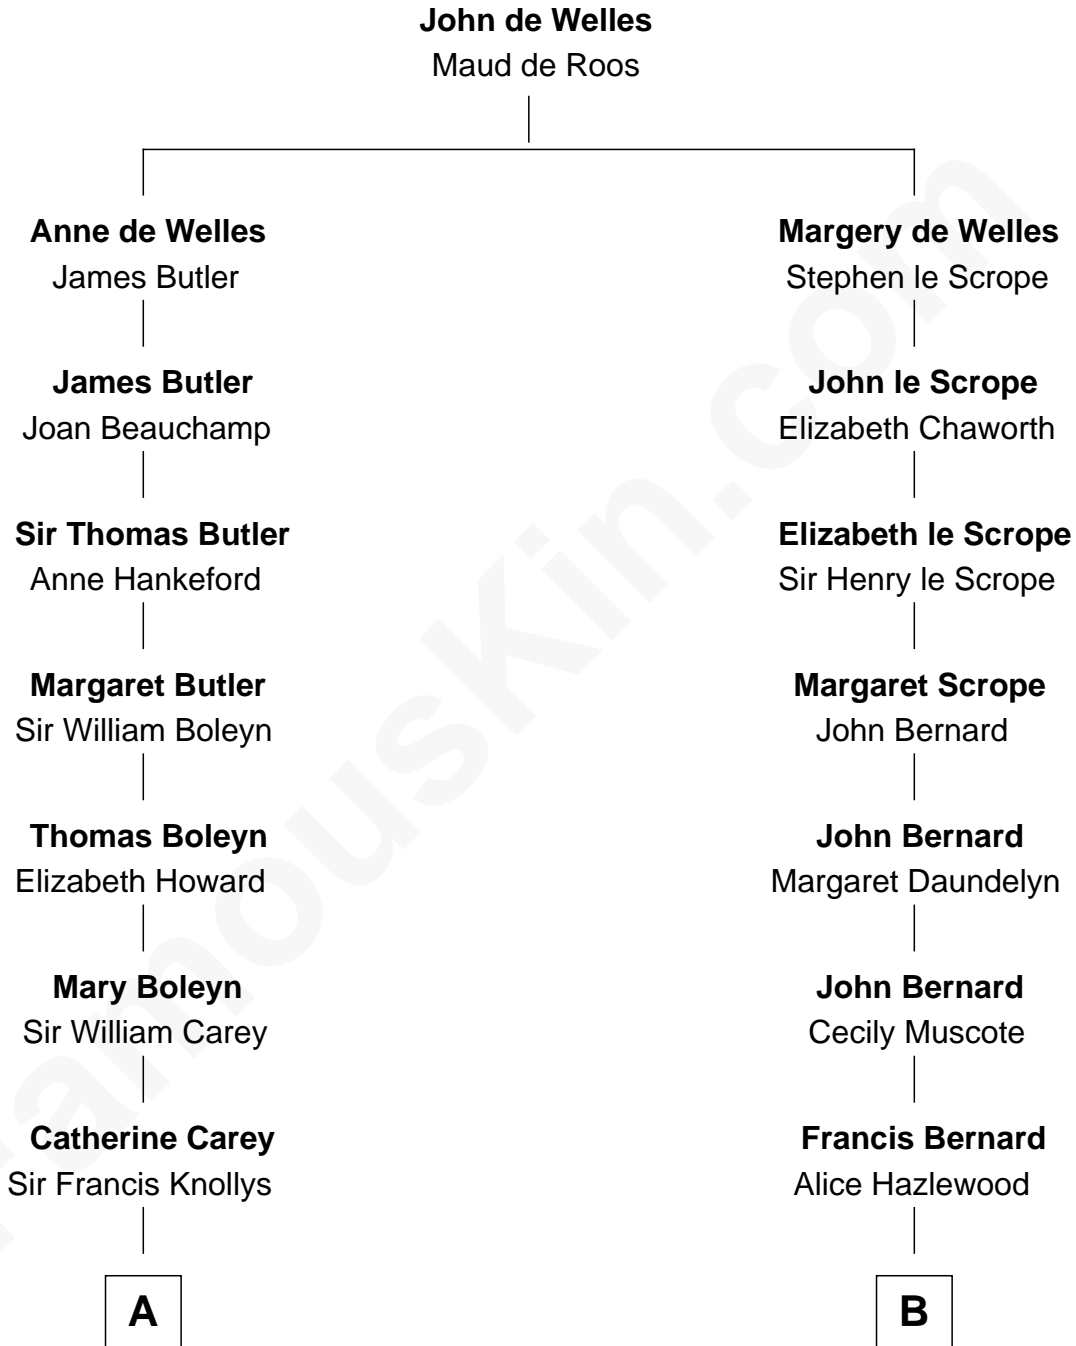 John de Welles
Maud de Roos
Anne de Welles
James Butler
Margery de Welles
Stephen le Scrope
James Butler
Joan Beauchamp
John le Scrope
Elizabeth Chaworth
Sir Thomas Butler
Anne Hankeford
Elizabeth le Scrope
Sir Henry le Scrope
Margaret Butler
Sir William Boleyn
Margaret Scrope
John Bernard
Thomas Boleyn
Elizabeth Howard
John Bernard
Margaret Daundelyn
Mary Boleyn
Sir William Carey
John Bernard
Cecily Muscote
Catherine Carey
Sir Francis Knollys
Francis Bernard
Alice Hazlewood
A
B
FamousKin.com